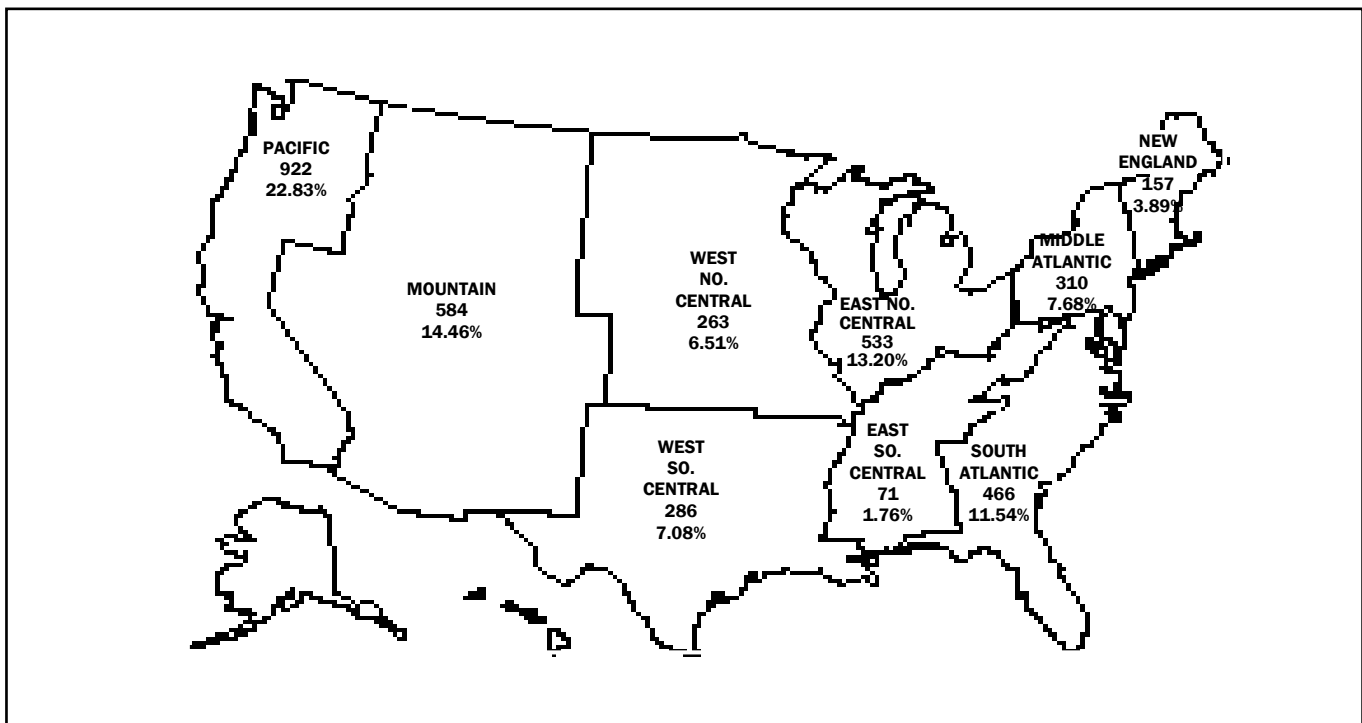 PACIFIC
922
22.83%
MOUNTAIN
584
14.46%
WEST
NO.
CENTRAL
263
6.51%
EAST NO.
CENTRAL
533
13.20%
NEW
ENGLAND
157
3.89%
MIDDLE
ATLANTIC
310
7.68%
WEST
SO.
CENTRAL
286
7.08%
EAST
SO.
CENTRAL
71
1.76%
SOUTH
ATLANTIC
466
11.54%